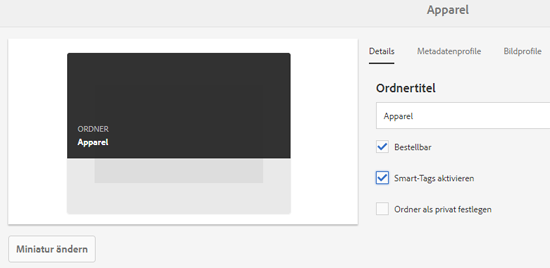 Apparel
Details Metadatenprofile Bildprofile
ORDNER
Apparel
Ordnertitel
Apparel
Bestellbar
Smart-Tags aktivieren
Ordner als privat festlegen
Miniatur ändern